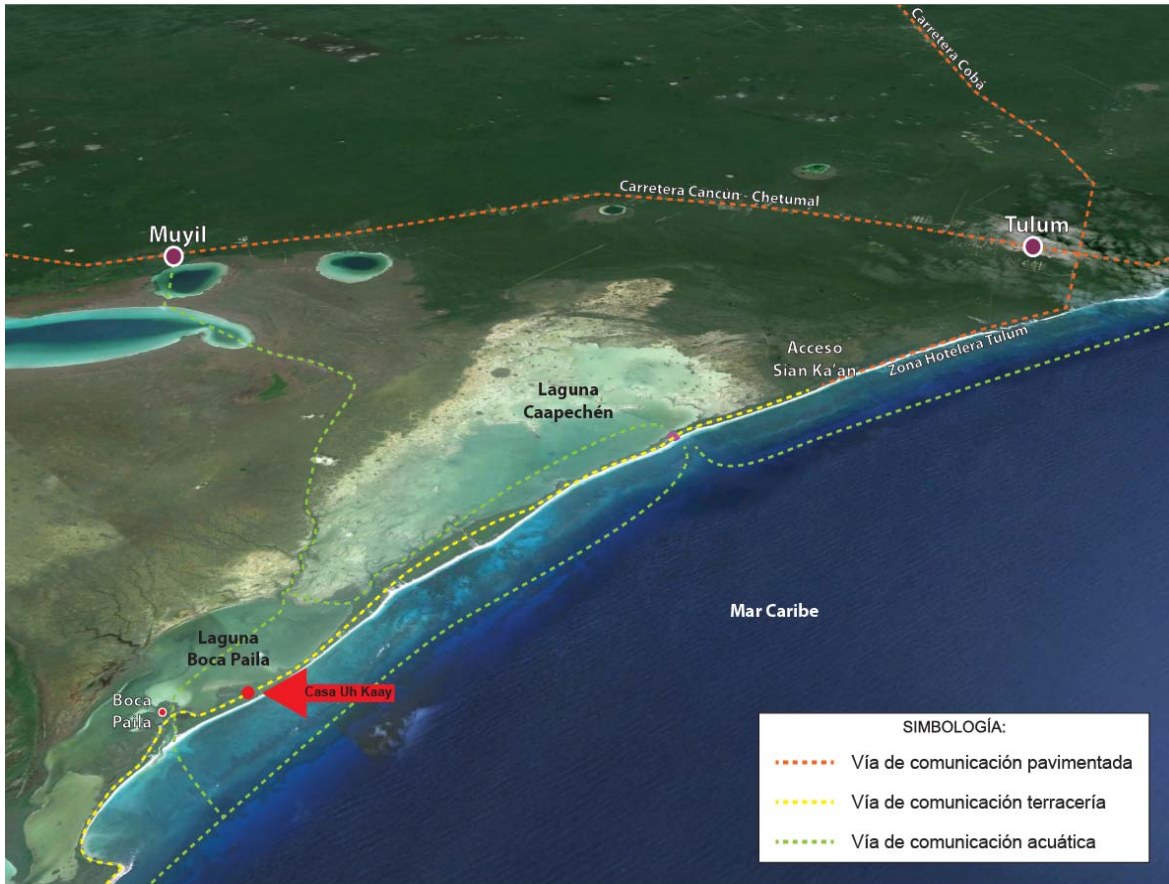 Carretera Cobá
Carretera Cancún - Chetumal
Muyil
Tulum
Acceso
Sian Ka'an
Zona Hotelera Tulum
Laguna
Caapechén
Mar Caribe
Laguna
Boca Paila
Casa Uh Kaay
Boca
Paila
SIMBOLOGÍA:
Vía de comunicación pavimentada
Vía de comunicación terracería
Vía de comunicación acuática